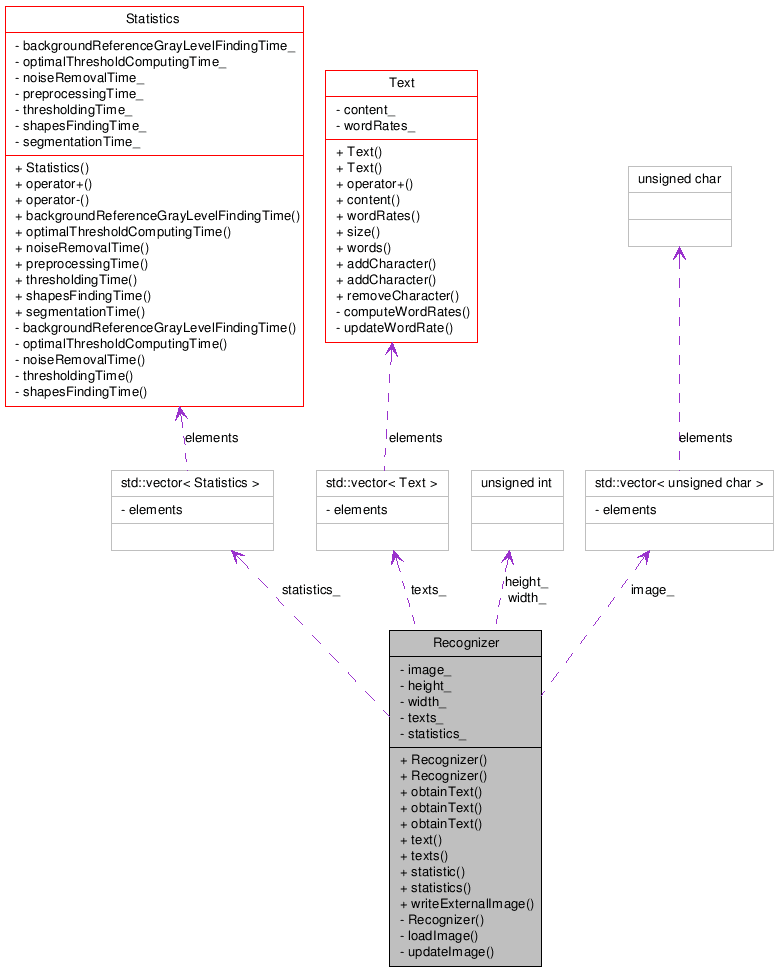 Statistics
- backgroundReferenceGrayLevelFindingTime_
- optimalThresholdComputingTime_
- noiseRemovalTime_
- preprocessingTime_
- thresholdingTime_
- shapesFindingTime_
- segmentationTime_
+ Statistics()
+ operator+()
+ operator-()
+ backgroundReferenceGrayLevelFindingTime()
+ optimalThresholdComputingTime()
+ noiseRemovalTime()
+ preprocessingTime()
+ thresholdingTime()
+ shapesFindingTime()
+ segmentationTime()
- backgroundReferenceGrayLevelFindingTime()
- optimalThresholdComputingTime()
- noiseRemovalTime()
- thresholdingTime()
- shapesFindingTime()
Text
- content_
- wordRates_
+ Text()
+ Text()
+ operator+()
+ content()
+ wordRates()
+ size()
+ words()
+ addCharacter()
+ addCharacter()
+ removeCharacter()
- computeWordRates()
- updateWordRate()
unsigned char
elements
elements
elements
std::vector< Statistics >
- elements
std::vector< Text >
- elements
unsigned int
std::vector< unsigned char >
- elements
statistics_
texts_
height_
width_
image_
Recognizer
- image_
- height_
- width_
- texts_
- statistics_
+ Recognizer()
+ Recognizer()
+ obtainText()
+ obtainText()
+ obtainText()
+ text()
+ texts()
+ statistic()
+ statistics()
+ writeExternalImage()
- Recognizer()
- loadImage()
- updateImage()